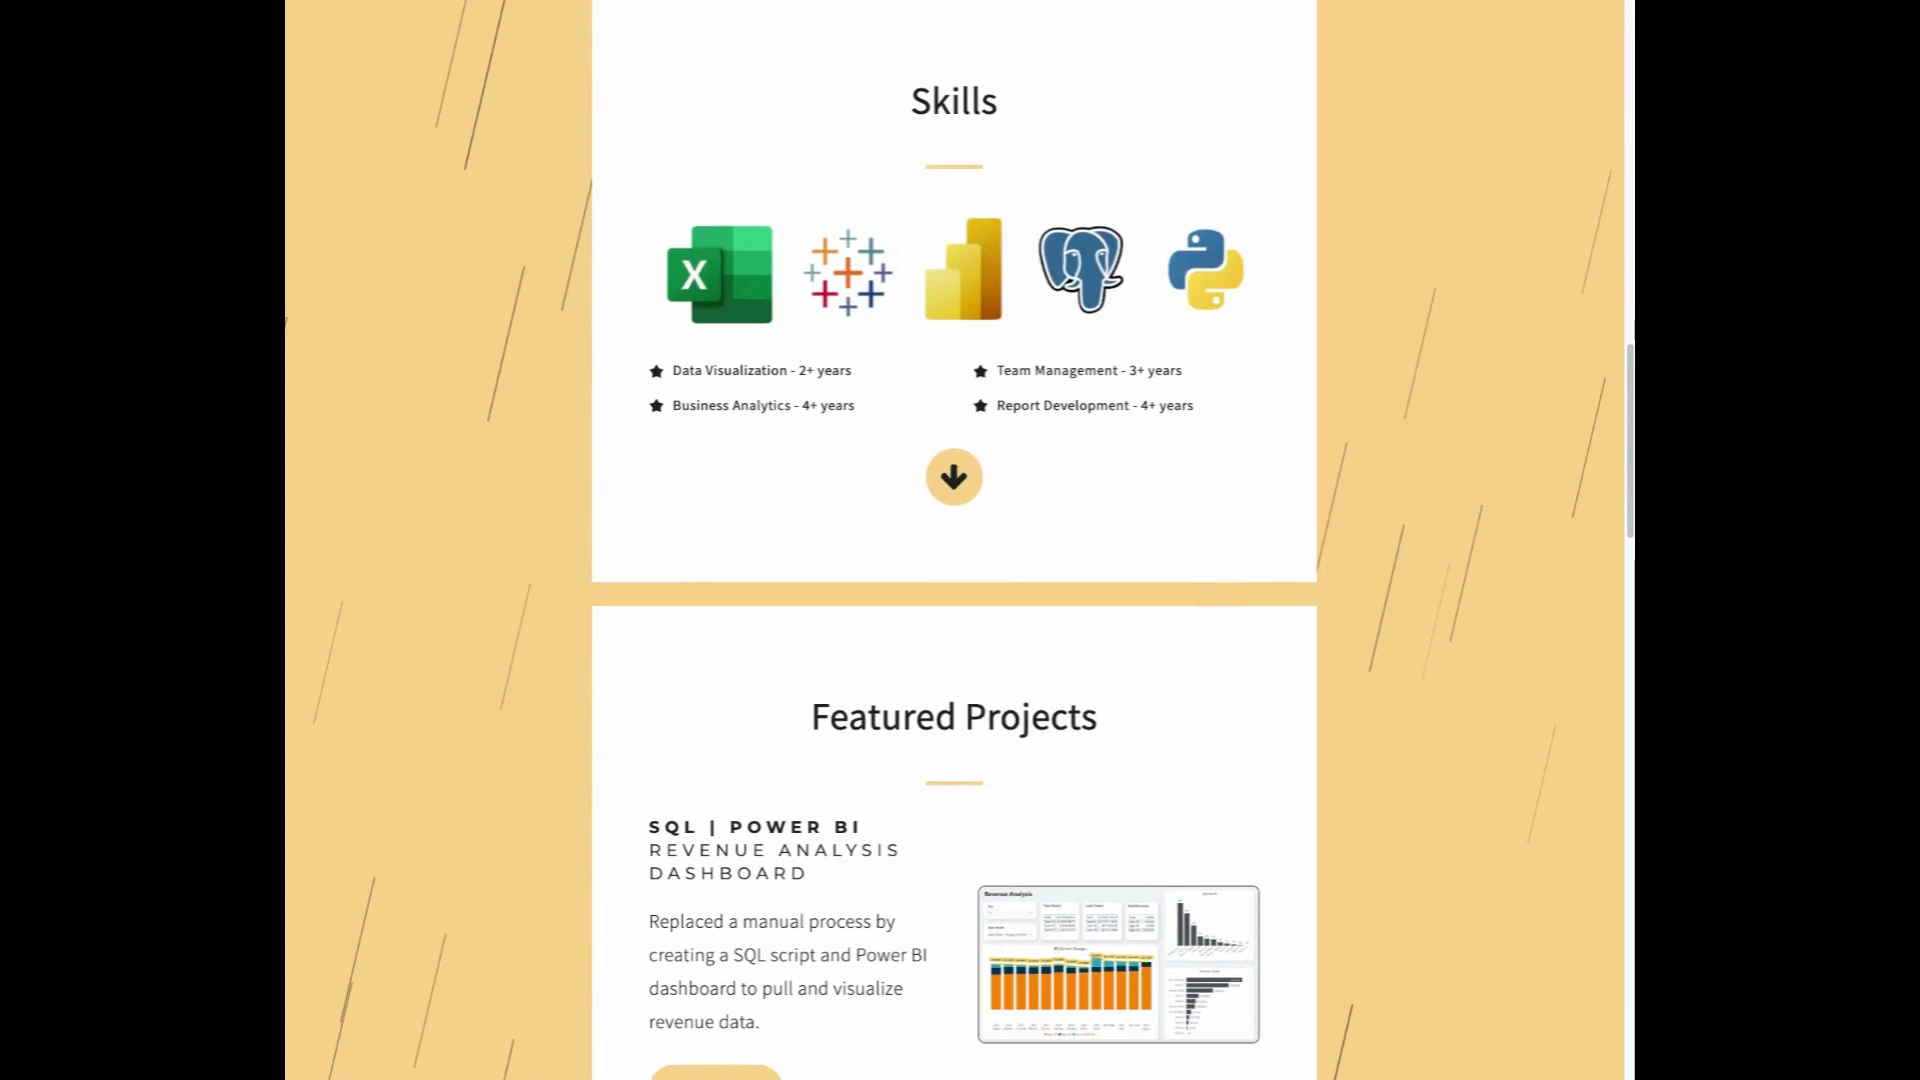 Skills
X
Data Visualization - 2+ years
Team Management - 3+ years
Business Analytics - 4+ years
Report Development - 4+ years
Featured Projects
SQL | POWER BI
REVENUE ANALYSIS
DASHBOARD
Replaced a manual process by
creating a SQL script and Power BI
dashboard to pull and visualize
revenue data.
Revenue Analysis